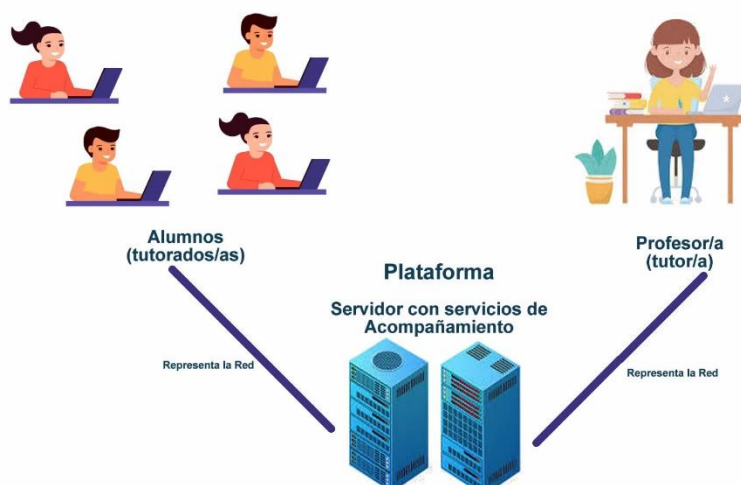 Alumnos
(tutorados/as)
Profesor/a
(tutor/a)
Plataforma
Servidor con servicios de
Acompañamiento
Representa la Red
Representa la Red